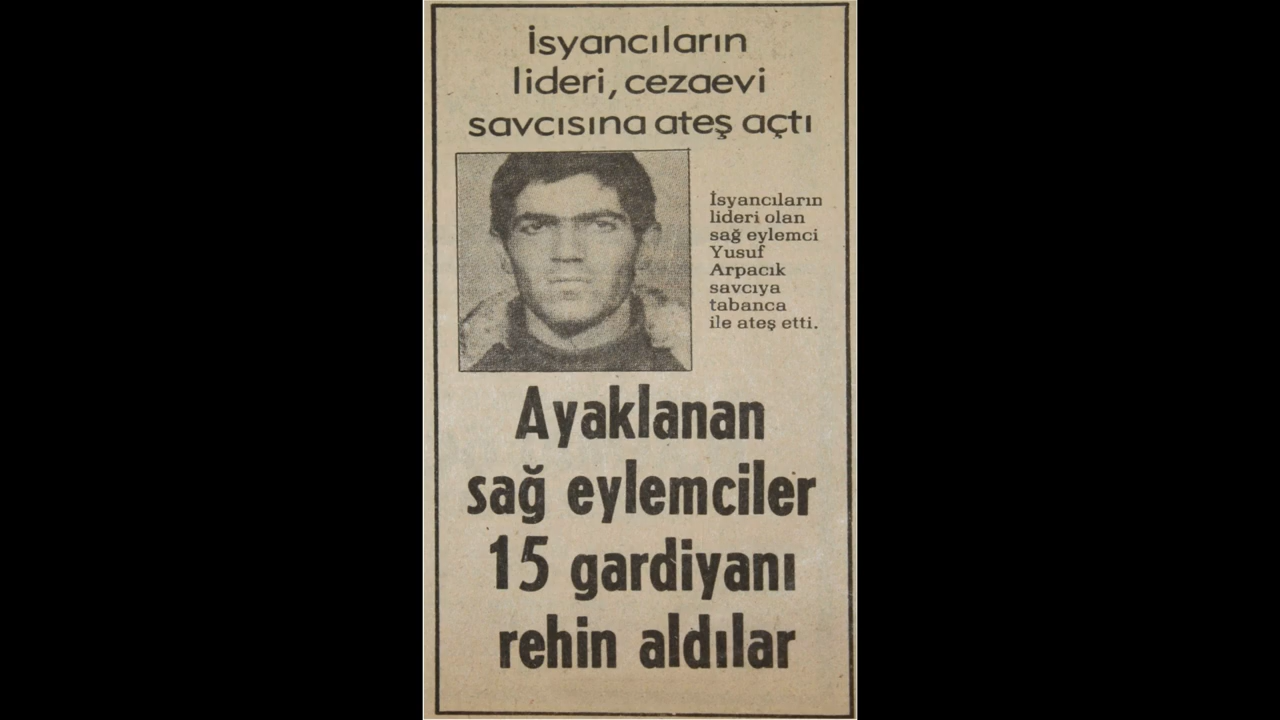 İsyancıların
lideri, cezaevi
savcısına ateş açtı
İsyancıların
lideri olan
sağ eylemci
Yusuf
Arpacık
savcıya
tabanca
ile ateş etti.
Ayaklanan
sağ eylemciler
15 gardiyanı
rehin aldılar